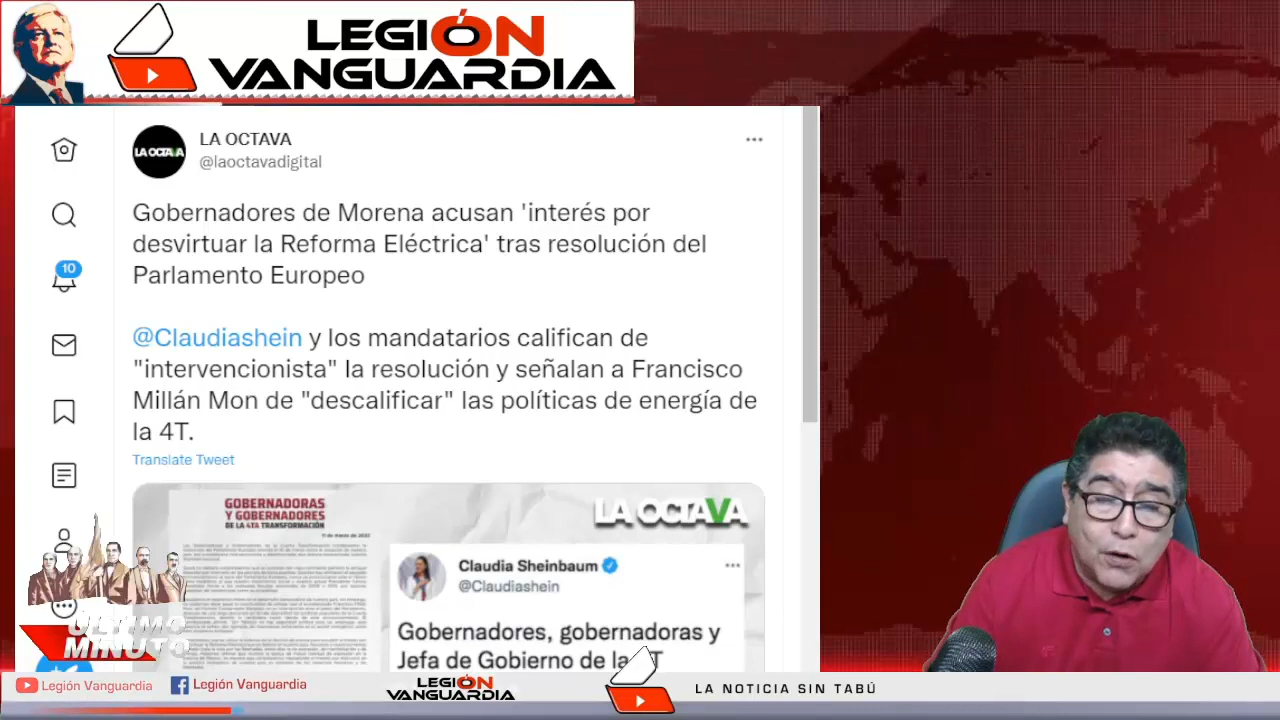 LEGIÓN
VANGUARDIA
LA OCTAVA
LA OCTAVA
@laoctavadigital
Gobernadores de Morena acusan 'interés por
desvirtuar la Reforma Eléctrica' tras resolución del
Parlamento Europeo
10
@Claudiashein y los mandatarios califican de
"intervencionista" la resolución y señalan a Francisco
Millán Mon de "descalificar" las políticas de energía de
la 4T.
Translate Tweet
GOBERNADORAS
Y GOBERNADORES
DE LA 4TA TRANSFORMACIÓN
LA OCTAVA
Claudia Sheinbaum
@Claudiashein
Gobernadores, gobernadoras y
Jefa de Gobierno de la 4T
ÚLTIMO
MINUTO
Legión Vanguardia
Legión Vanguardia
LEGIÓN
VANGUARDIA
LA NOTICIA SIN TABÚ